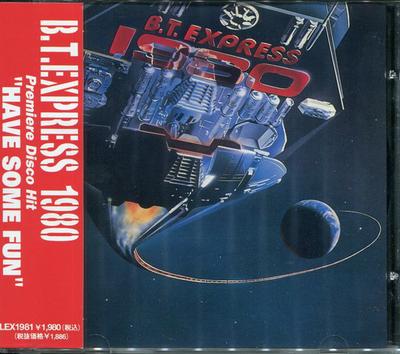 B.T.EXPRESS 1980
Premiere Disco Hit
"HAVE SOME FUN"
LEX1981 ¥1,980(税込)
(税抜価格 ¥1,886)
B.T. EXPRESS
1980